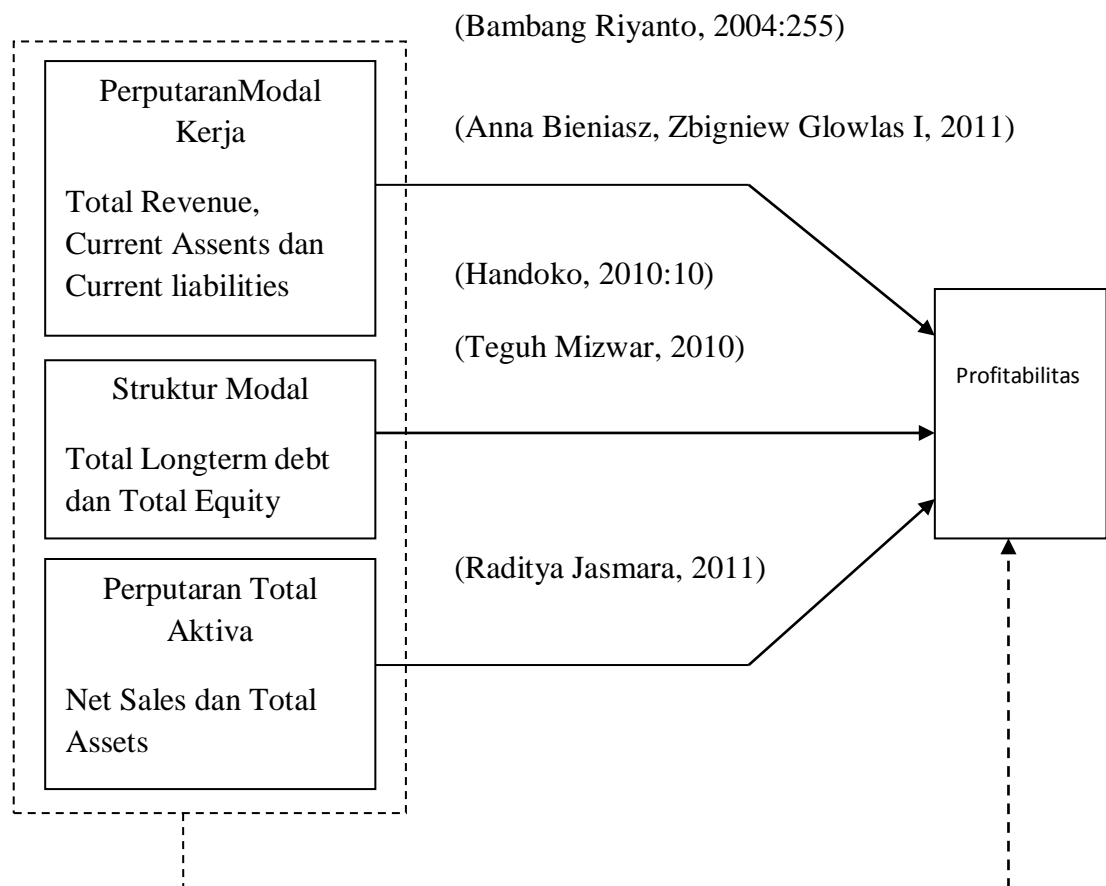 (Bambang Riyanto, 2004:255)
PerputaranModal
Kerja
Total Revenue,
Current Assents dan
Current liabilities
(Anna Bieniasz, Zbigniew Glowlas I, 2011)
(Handoko, 2010:10)
(Teguh Mizwar, 2010)
Struktur Modal
Total Longterm debt
dan Total Equity
Profitabilitas
(Raditya Jasmara, 2011)
Perputaran Total
Aktiva
Net Sales dan Total
Assets